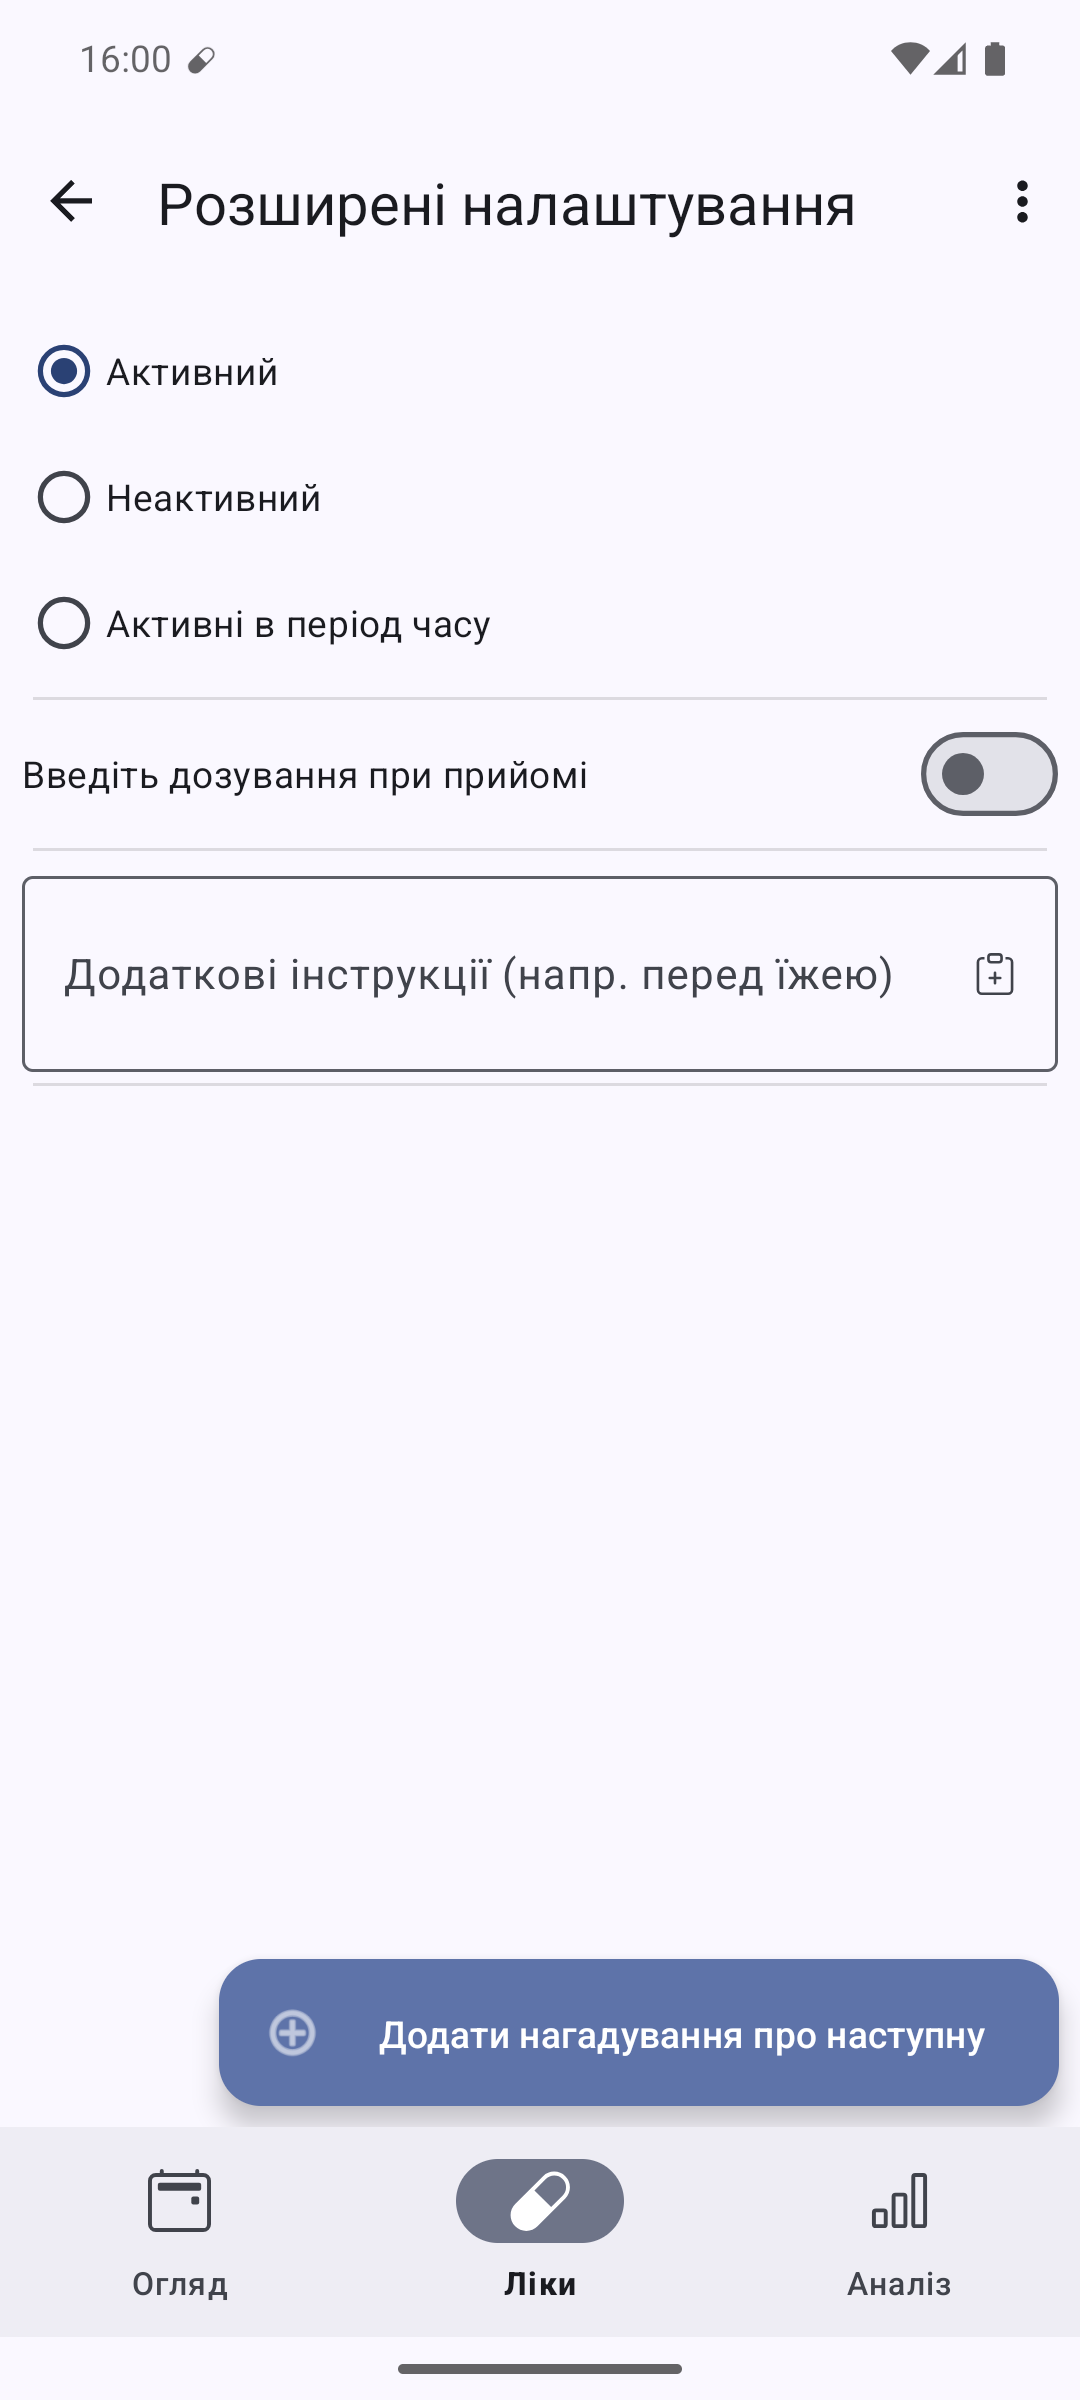 16:00
Розширені налаштування
Активний
Неактивний
Активні в період часу
Введіть дозування при прийомі
Додаткові інструкції (напр. перед їжею)
Додати нагадування про наступну
Огляд
Ліки
Аналіз